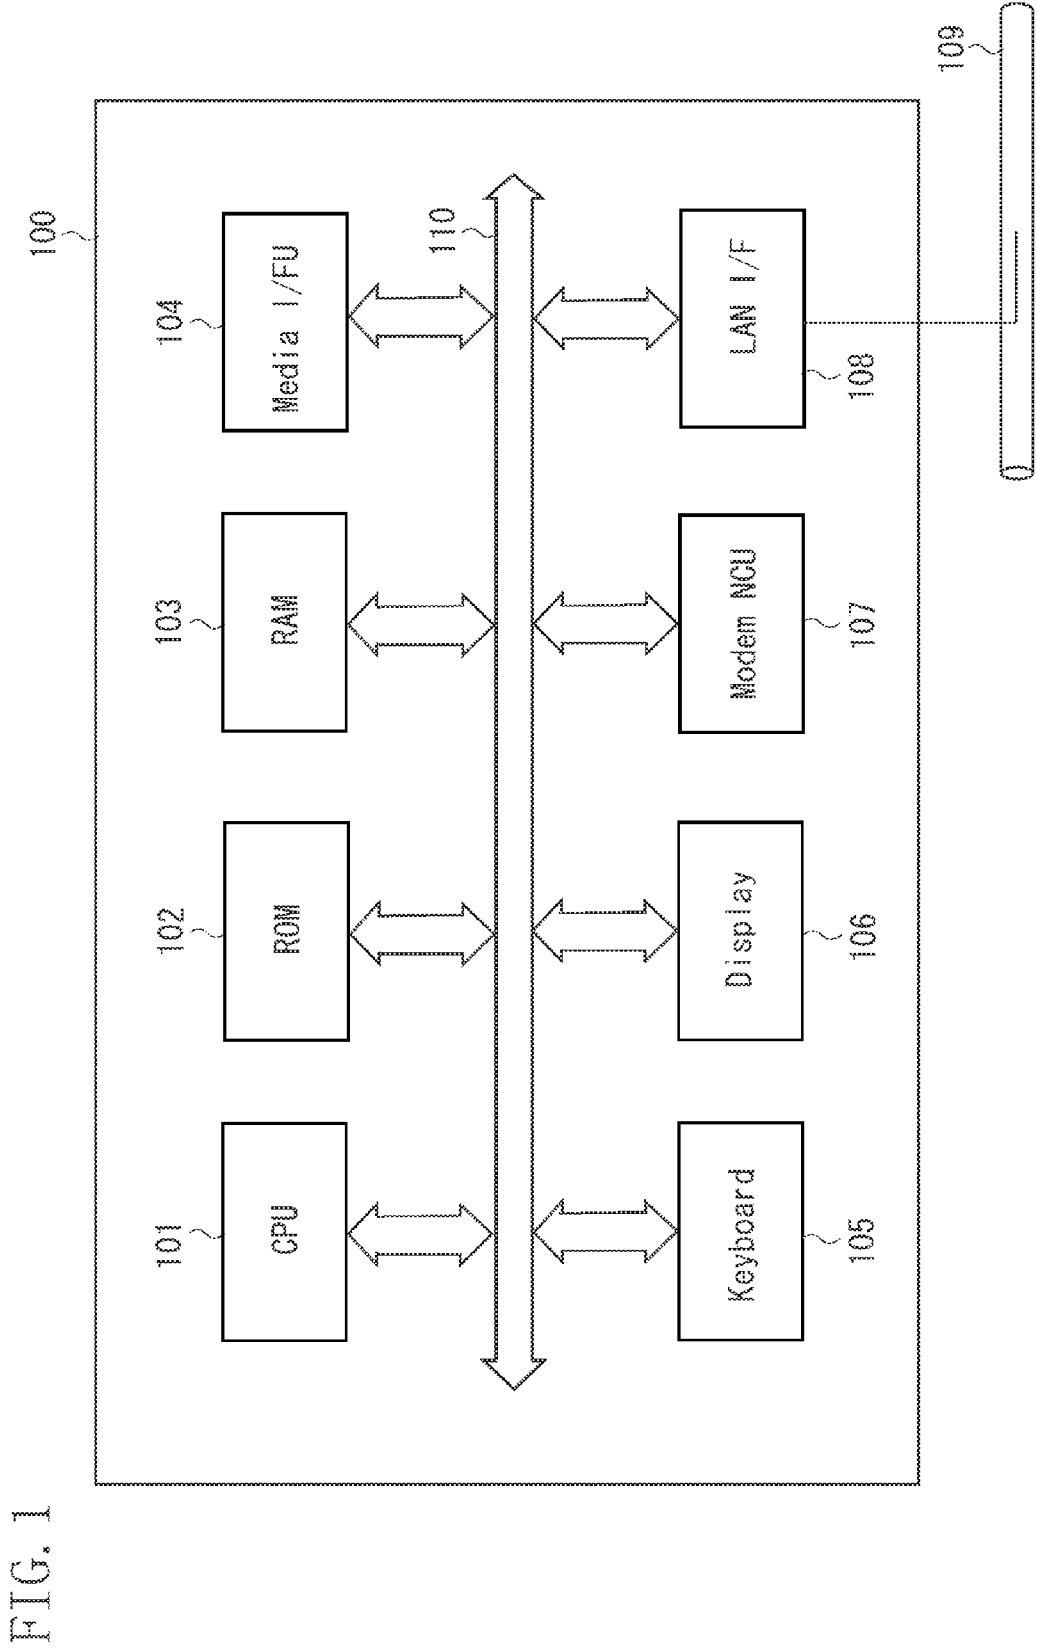 FIG. 1
100
101
CPU
102
ROM
103
RAM
104
Media I/FU
110
Keyboard
105
Display
106
Modem NCU
107
LAN I/F
108
109